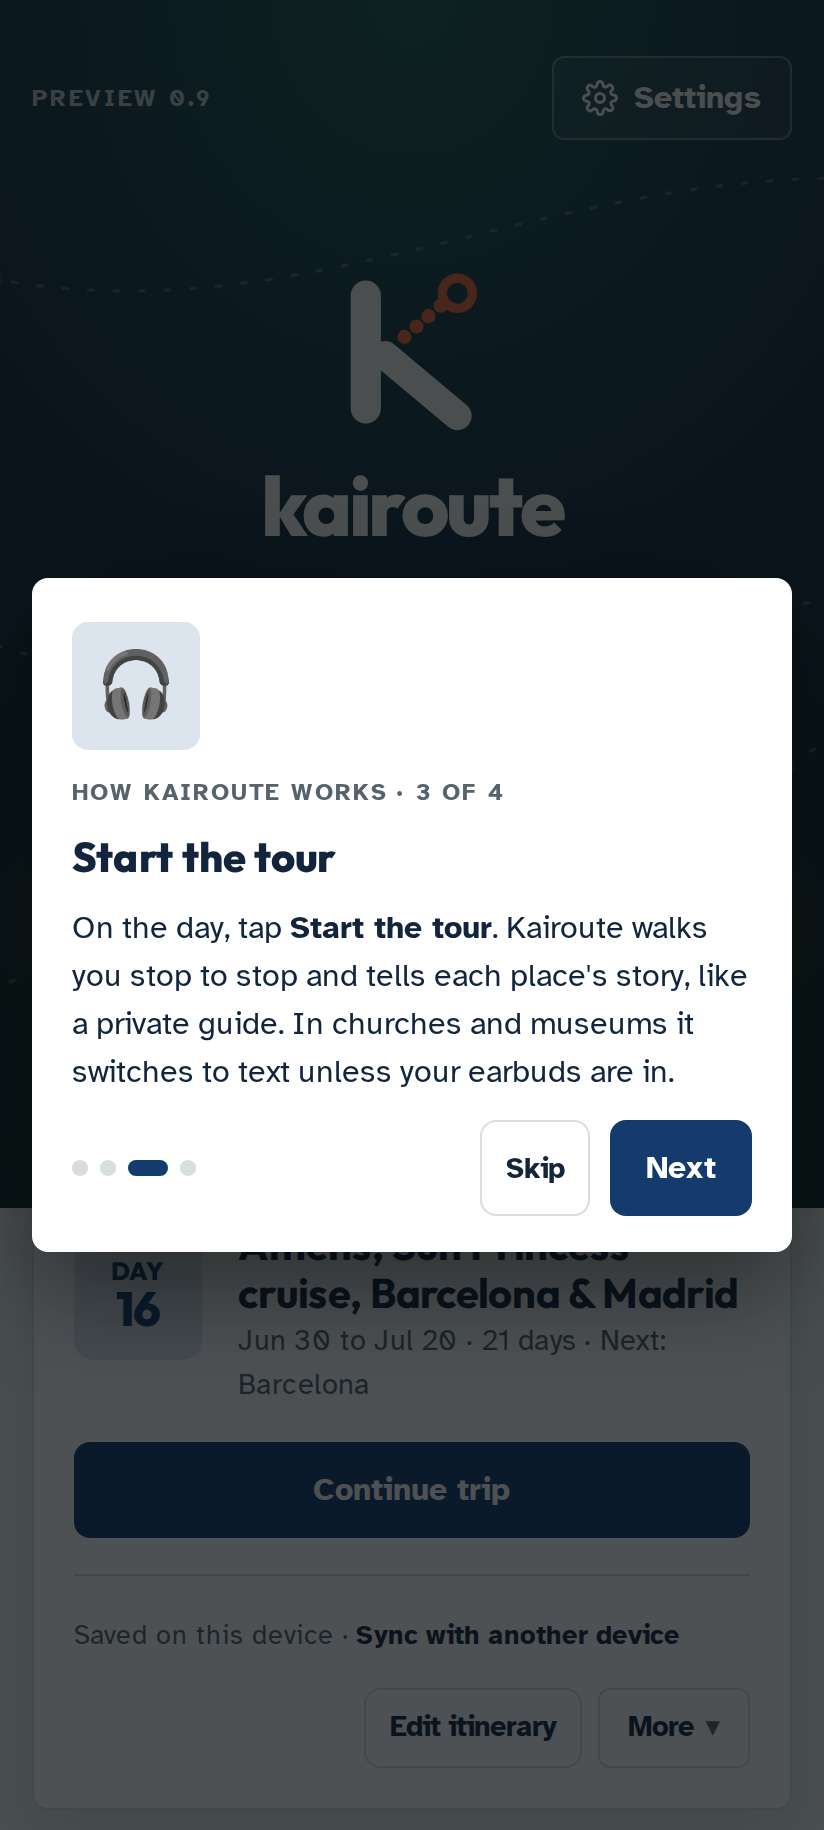 PREVIEW 0.9
Settings
kairoute
HOW KAIROUTE WORKS · 3 OF 4
Start the tour
On the day, tap Start the tour. Kairoute walks
you stop to stop and tells each place's story, like
a private guide. In churches and museums it
switches to text unless your earbuds are in.
Skip
Next
DAY
16
Athens, Sun Princess
cruise, Barcelona & Madrid
Jun 30 to Jul 20 · 21 days · Next:
Barcelona
Continue trip
Saved on this device · Sync with another device
Edit itinerary
More ▾